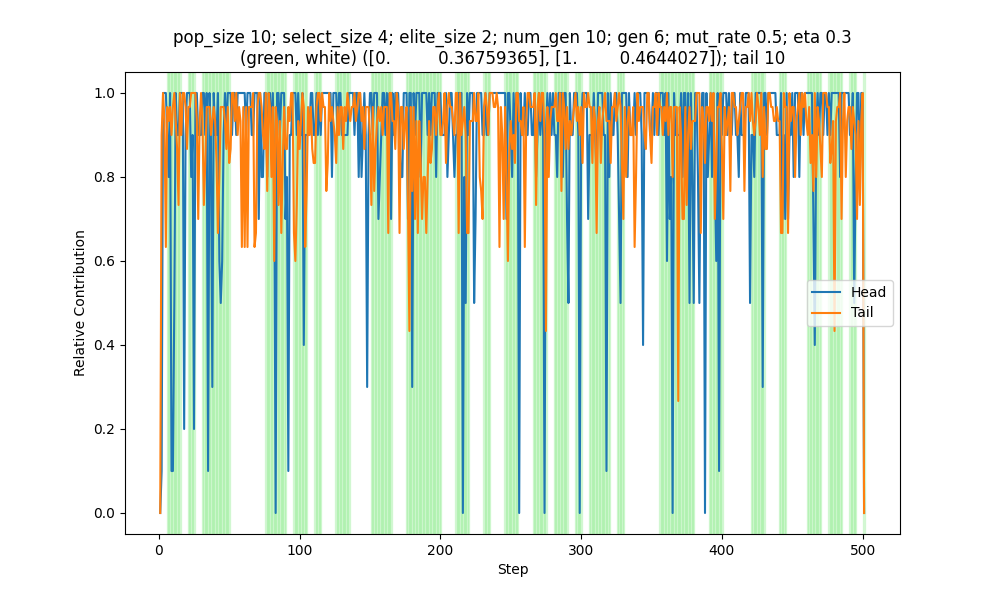 pop_size 10; select_size 4; elite_size 2; num_gen 10; gen 6; mut_rate 0.5; eta 0.3
(green, white) ([0. 0.36759365], [1. 0.4644027]); tail 10
1.0
0.8
0.6
0.4
0.2
0.0
Relative Contribution
Head
Tail
0 100 200 300 400 500
Step